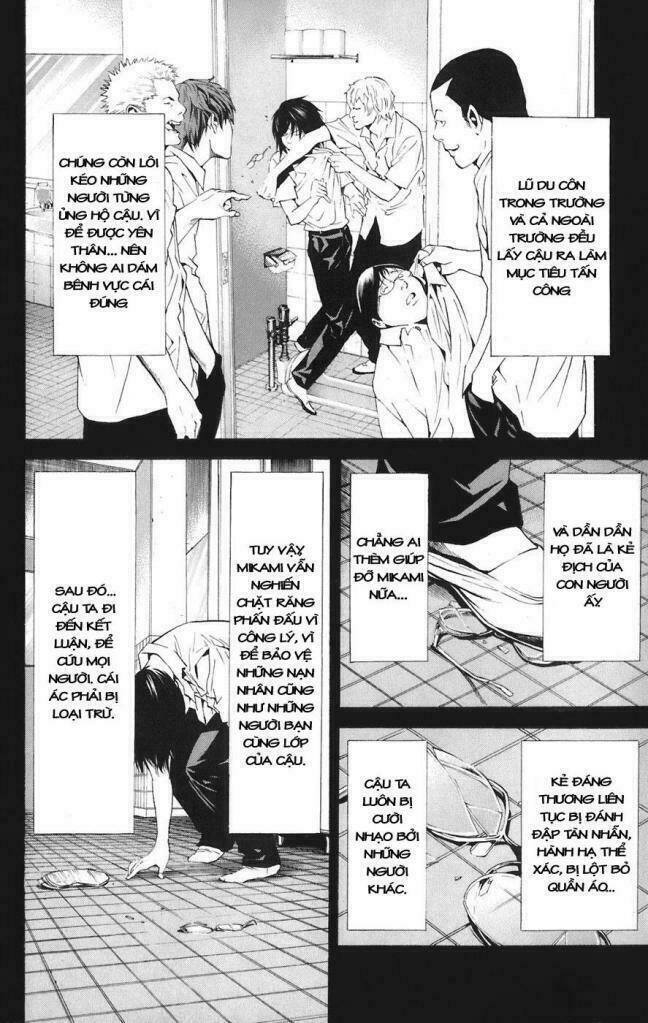 LŨ DU CÔN
TRONG TRƯỜNG
VÀ CẢ NGOÀI
TRƯỜNG ĐỀU
LẤY CẬU RA LÀM
MỤC TIÊU TẤN
CÔNG
CHÚNG CÒN LÔI
KÉO NHỮNG
NGƯỜI TỪNG
ỦNG HỘ CẬU. VÌ
ĐỂ ĐƯỢC YÊN
THÂN... NÊN
KHÔNG AI DÁM
BÊNH VỰC CÁI
ĐÚNG
VÀ DẦN DẦN
HỌ ĐÃ LÀ KẺ
ĐỊCH CỦA
CON NGƯỜI
ẤY.
CHẲNG AI
THÈM GIÚP
ĐỠ MIKAMI
NỮA...
KẺ ĐÁNG
THƯƠNG LIÊN
TỤC BỊ ĐÁNH
ĐẬP TÀN NHẪN,
HÀNH HẠ THỂ
XÁC, BỊ LỘT BỎ
QUẦN ÁO...
CẬU TA
LUÔN BỊ
CƯỜI
NHẠO BỞI
NHỮNG
NGƯỜI
KHÁC.
TUY VẬY,
MIKAMI VẪN
NGHIẾN
CHẶT RĂNG
PHẤN ĐẤU VÌ
CÔNG LÝ, VÌ
ĐỂ BẢO VỆ
NHỮNG NẠN
NHÂN CŨNG
NHƯ NHỮNG
NGƯỜI BẠN
CÙNG LỚP
CỦA CẬU.
SAU ĐÓ...
CẬU TA ĐI
ĐẾN KẾT
LUẬN, ĐỂ
CỨU MỌI
NGƯỜI. CÁI
ÁC PHẢI BỊ
LOẠI TRỪ.